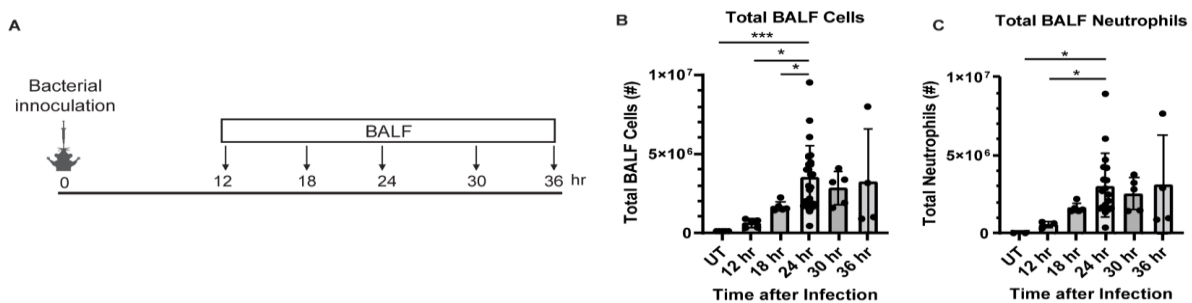 A
Bacterial
innoculation
BALF
0 12 18 24 30 36 hr
B
Total BALF Cells
***
*
*
Total BALF Cells (#)
1×10⁷
5×10⁶
0
UT 12 hr 18 hr 24 hr 30 hr 36 hr
Time after Infection
C
Total BALF Neutrophils
*
*
Total Neutrophils (#)
1×10⁷
5×10⁶
0
UT 12 hr 18 hr 24 hr 30 hr 36 hr
Time after Infection